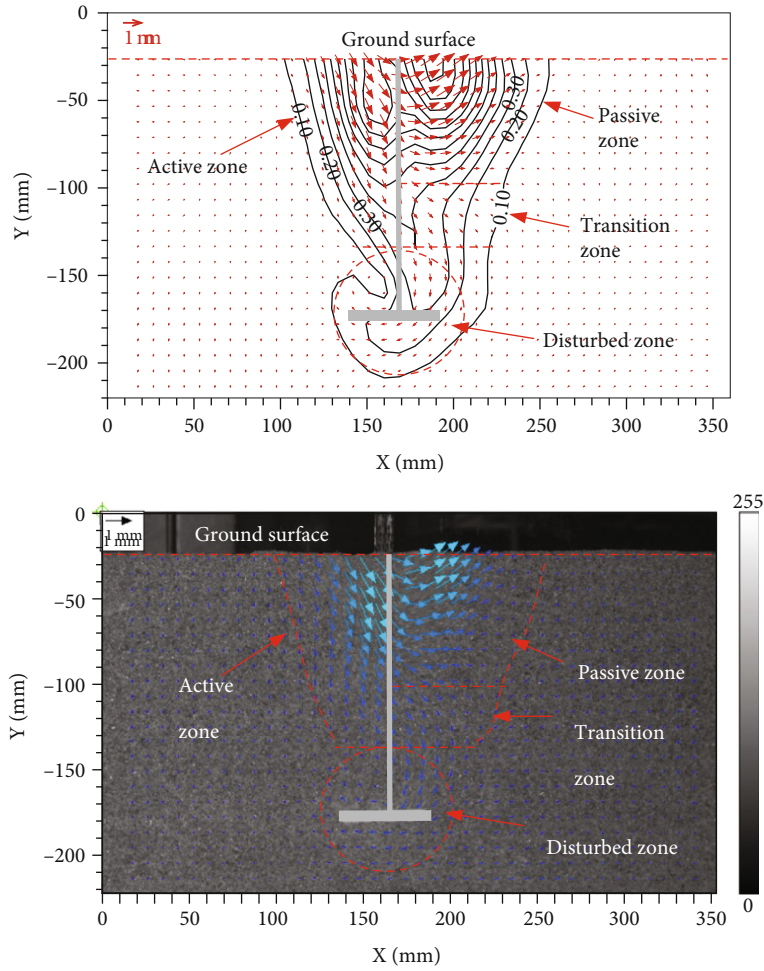 0
1 mm
Ground surface
−50
0.10
0.30
Passive
zone
0.20
Active zone
0.20
−100
Y (mm)
0.30
0.10
Transition
zone
−150
Disturbed zone
−200
0 50 100 150 200 250 300 350
X (mm)
255
0
1 mm
Ground surface
−50
Active
zone
Passive zone
−100
Y (mm)
Transition
zone
−150
Disturbed zone
−200
0
0 50 100 150 200 250 300 350
X (mm)